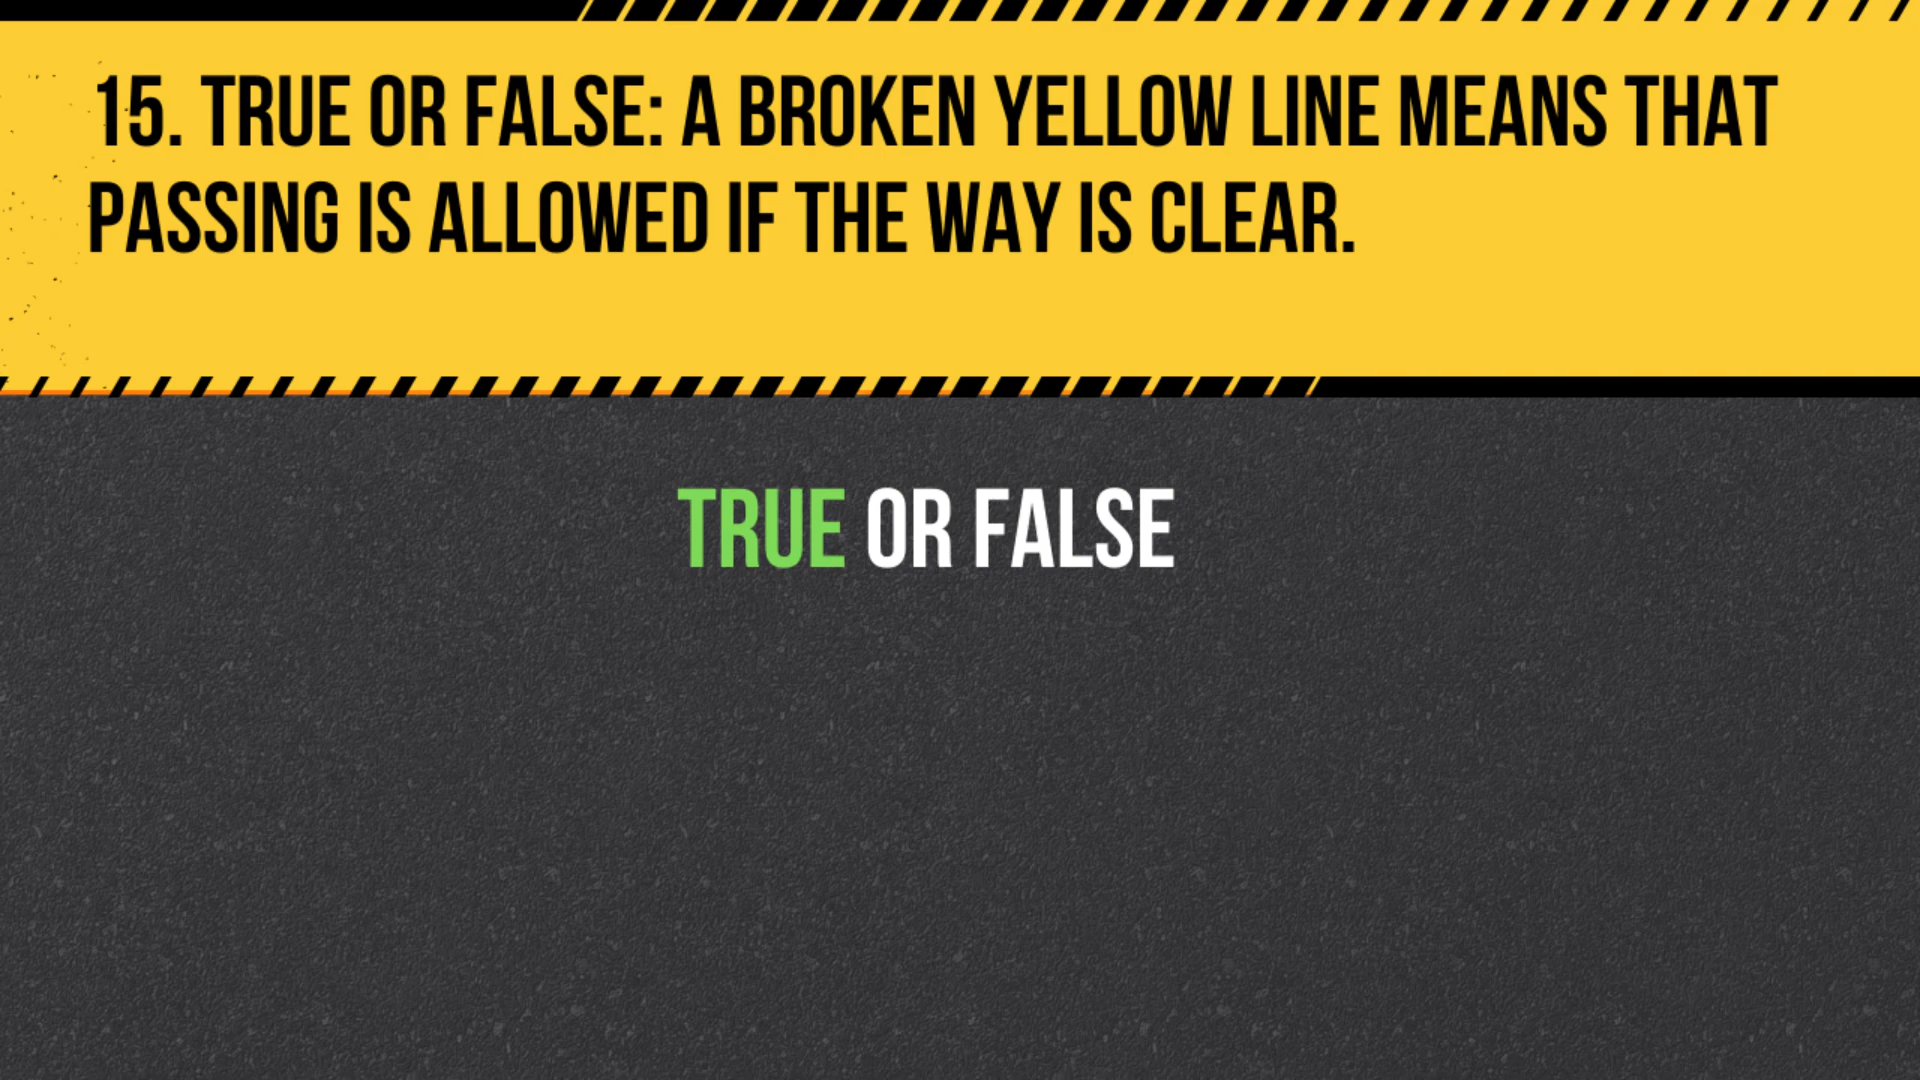 15. TRUE OR FALSE: A BROKEN YELLOW LINE MEANS THAT
PASSING IS ALLOWED IF THE WAY IS CLEAR.
TRUE OR FALSE